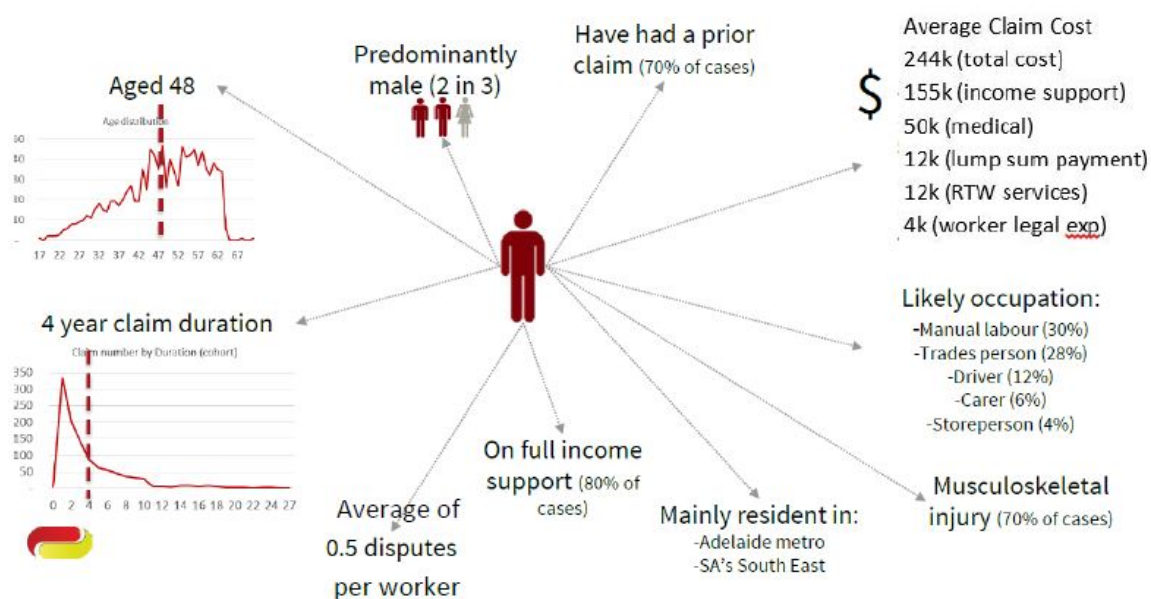 Aged 48
Age distribution
50
40
30
20
10
-
17 22 27 32 37 42 47 52 57 62 67
Predominantly
male (2 in 3)
Have had a prior
claim (70% of cases)
$
Average Claim Cost
244k (total cost)
155k (income support)
50k (medical)
12k (lump sum payment)
12k (RTW services)
4k (worker legal exp)
4 year claim duration
Claim number by Duration (cohort)
350
300
250
200
150
100
50
-
0 2 4 6 8 10 12 14 16 18 20 22 24 27
Likely occupation:
-Manual labour (30%)
-Trades person (28%)
-Driver (12%)
-Carer (6%)
-Storeperson (4%)
Average of
0.5 disputes
per worker
On full income
support (80% of
cases)
Mainly resident in:
-Adelaide metro
-SA's South East
Musculoskeletal
injury (70% of cases)